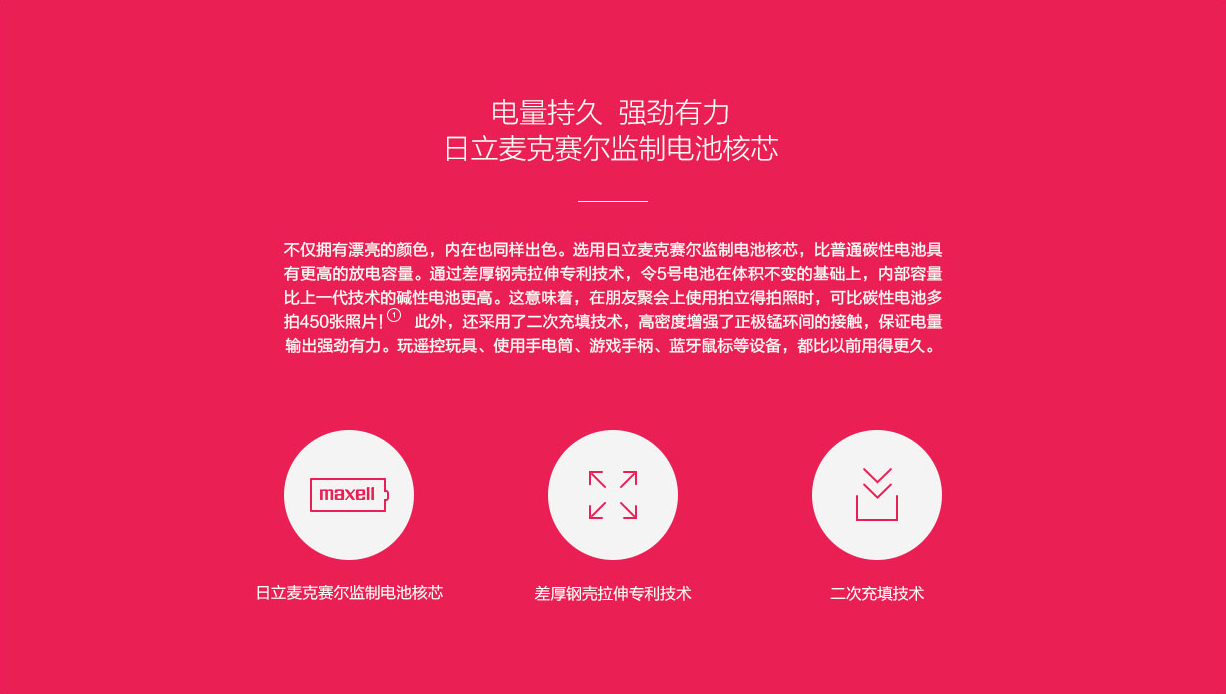 电量持久 强劲有力
日立麦克赛尔监制电池核芯
不仅拥有漂亮的颜色，内在也同样出色。选用日立麦克赛尔监制电池核芯，比普通碳性电池具
有更高的放电容量。通过差厚钢壳拉伸专利技术，令5号电池在体积不变的基础上，内部容量
比上一代技术的碱性电池更高。这意味着，在朋友聚会上使用拍立得拍照时，可比碳性电池多
拍450张照片！① 此外，还采用了二次充填技术，高密度增强了正极锰环间的接触，保证电量
输出强劲有力。玩遥控玩具、使用手电筒、游戏手柄、蓝牙鼠标等设备，都比以前用得更久。
maxell
日立麦克赛尔监制电池核芯
差厚钢壳拉伸专利技术
二次充填技术